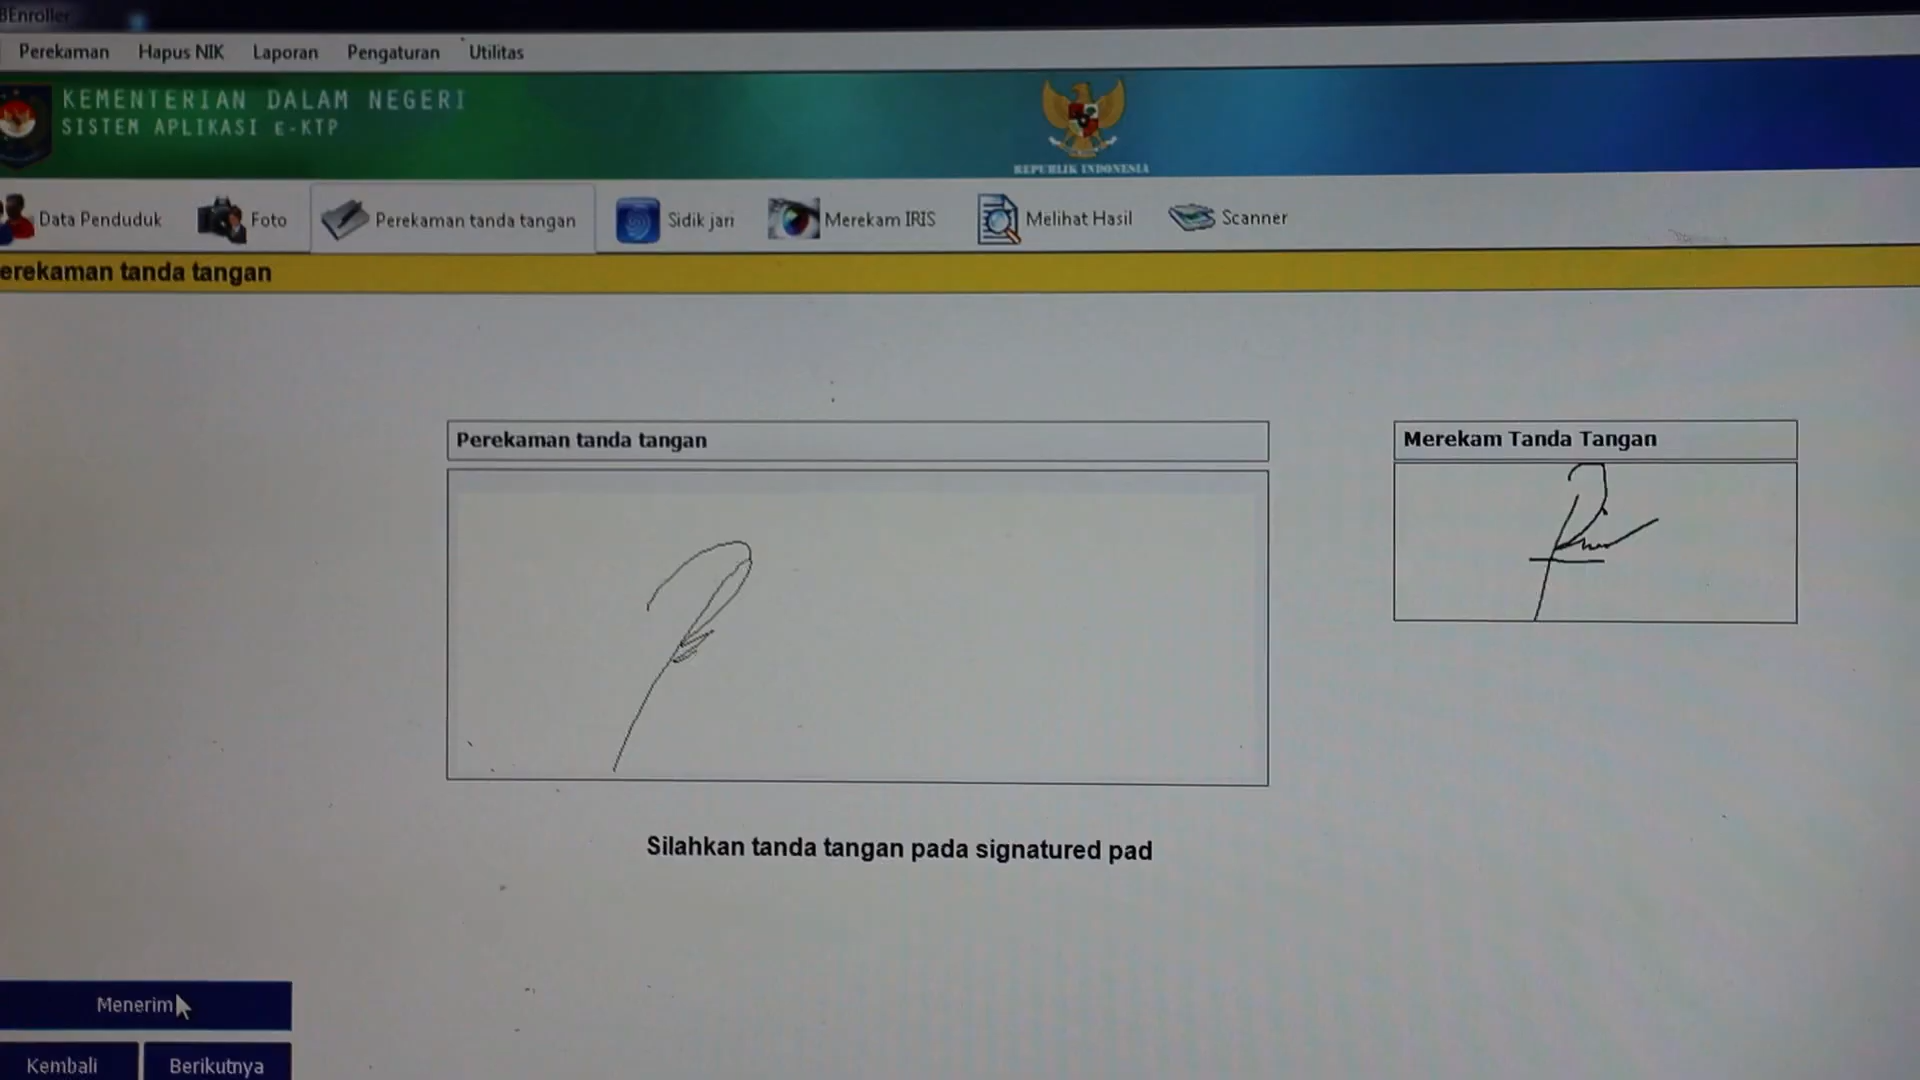 BEnroller
Perekaman Hapus NIK Laporan Pengaturan Utilitas
KEMENTERIAN DALAM NEGERI
SISTEM APLIKASI e-KTP
REPUBLIK INDONESIA
Data Penduduk Foto Perekaman tanda tangan Sidik jari Merekam IRIS Melihat Hasil Scanner
erekaman tanda tangan
Perekaman tanda tangan
Merekam Tanda Tangan
Silahkan tanda tangan pada signatured pad
Menerim
Kembali Berikutnya